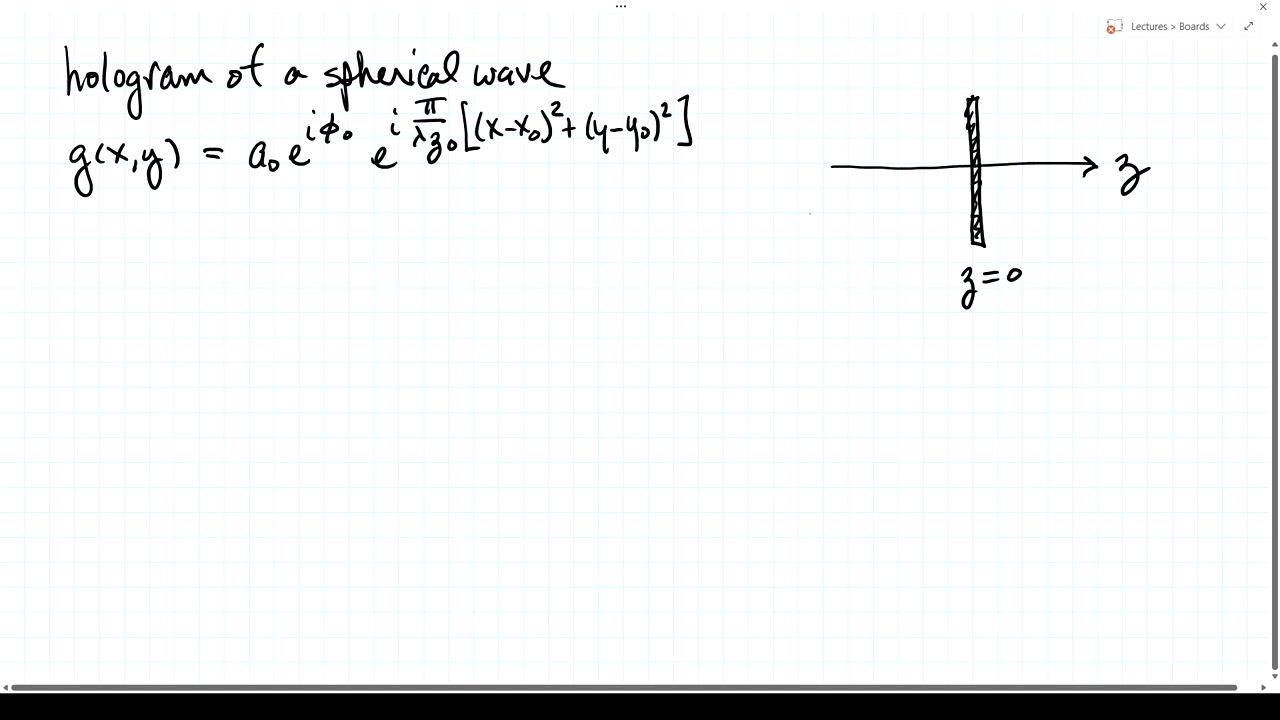 Lectures > Boards
hologram of a spherical wave
g(x,y) = a₀e^{iφ₀} e^{i π/(λz₀) [(x-x₀)²+(y-y₀)²]}
z
z=0